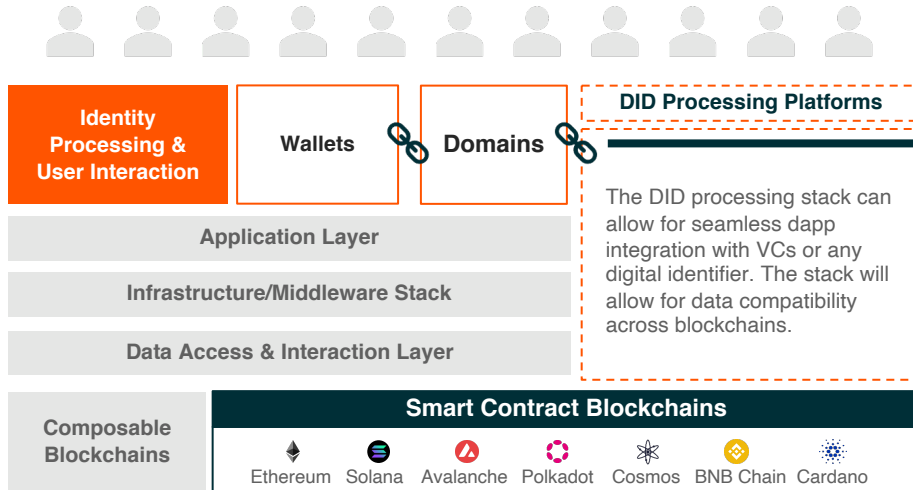 Identity
Processing &
User Interaction
Wallets
Domains
DID Processing Platforms
The DID processing stack can
allow for seamless dapp
integration with VCs or any
digital identifier. The stack will
allow for data compatibility
across blockchains.
Application Layer
Infrastructure/Middleware Stack
Data Access & Interaction Layer
Composable
Blockchains
Smart Contract Blockchains
Ethereum Solana Avalanche Polkadot Cosmos BNB Chain Cardano